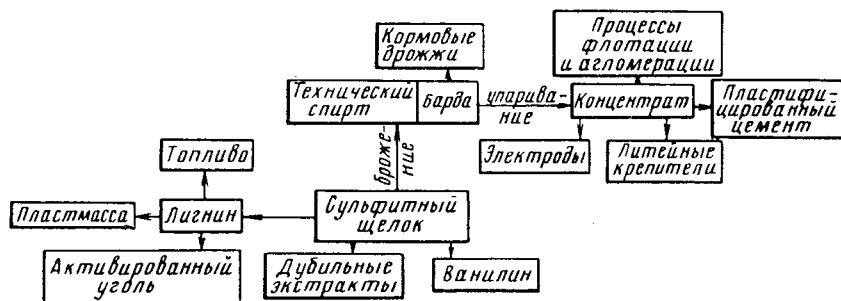 Кормовые
дрожжи
Процессы
флотации
и агломерации
Технический
спирт
Барда
упарива-
ние
Концентрат
Пластифи-
цированный
цемент
Электроды
Литейные
крепители
броже-
ние
Топливо
Пластмасса
Лигнин
Сульфитный
щелок
Активированный
уголь
Дубильные
экстракты
Ванилин